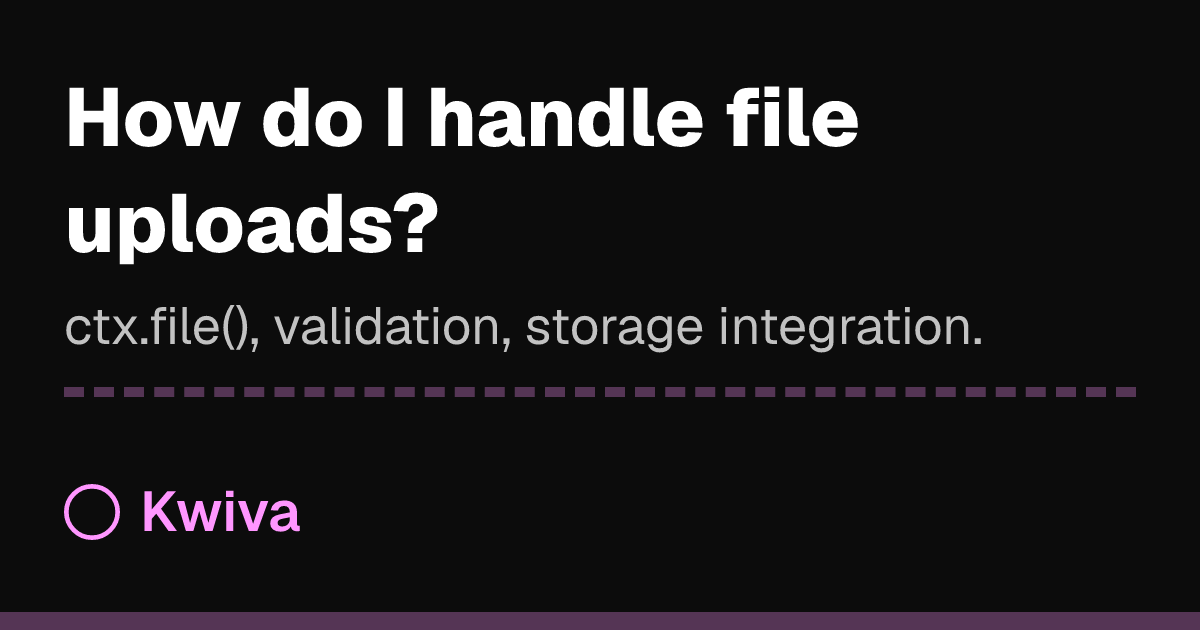 How do I handle file
uploads?
ctx.file(), validation, storage integration.
Kwiva